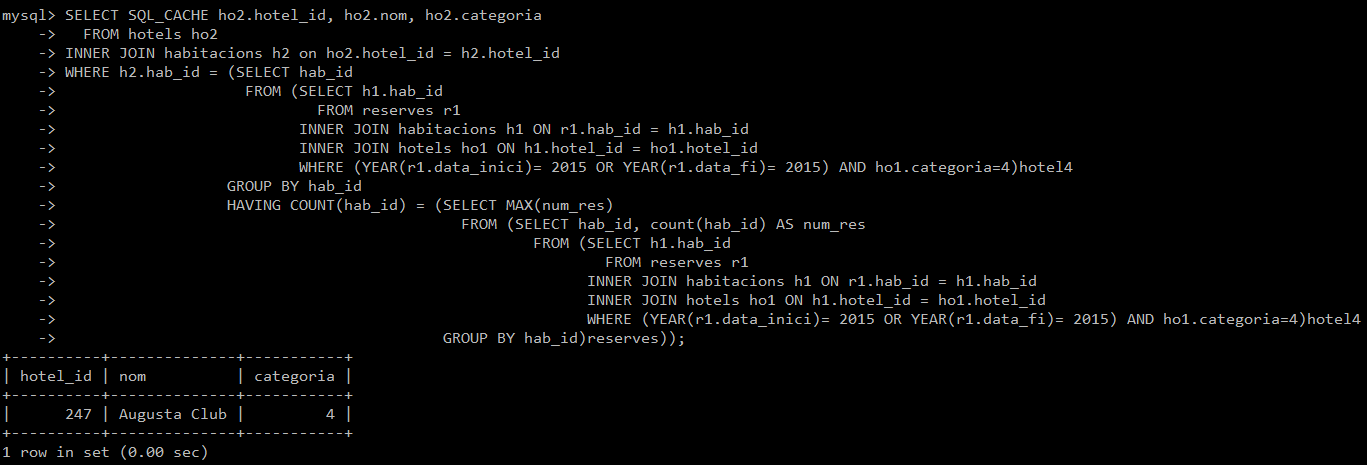 mysql> SELECT SQL_CACHE ho2.hotel_id, ho2.nom, ho2.categoria
    ->   FROM hotels ho2
    -> INNER JOIN habitacions h2 on ho2.hotel_id = h2.hotel_id
    -> WHERE h2.hab_id = (SELECT hab_id
    ->                     FROM (SELECT h1.hab_id
    ->                             FROM reserves r1
    ->                           INNER JOIN habitacions h1 ON r1.hab_id = h1.hab_id
    ->                           INNER JOIN hotels ho1 ON h1.hotel_id = ho1.hotel_id
    ->                           WHERE (YEAR(r1.data_inici)= 2015 OR YEAR(r1.data_fi)= 2015) AND ho1.categoria=4)hotel4
    ->                   GROUP BY hab_id
    ->                   HAVING COUNT(hab_id) = (SELECT MAX(num_res)
    ->                                             FROM (SELECT hab_id, count(hab_id) AS num_res
    ->                                                     FROM (SELECT h1.hab_id
    ->                                                             FROM reserves r1
    ->                                                           INNER JOIN habitacions h1 ON r1.hab_id = h1.hab_id
    ->                                                           INNER JOIN hotels ho1 ON h1.hotel_id = ho1.hotel_id
    ->                                                           WHERE (YEAR(r1.data_inici)= 2015 OR YEAR(r1.data_fi)= 2015) AND ho1.categoria=4)hotel4
    ->                                           GROUP BY hab_id)reserves));
+----------+--------------+-----------+
| hotel_id | nom          | categoria |
+----------+--------------+-----------+
|      247 | Augusta Club |         4 |
+----------+--------------+-----------+
1 row in set (0.00 sec)